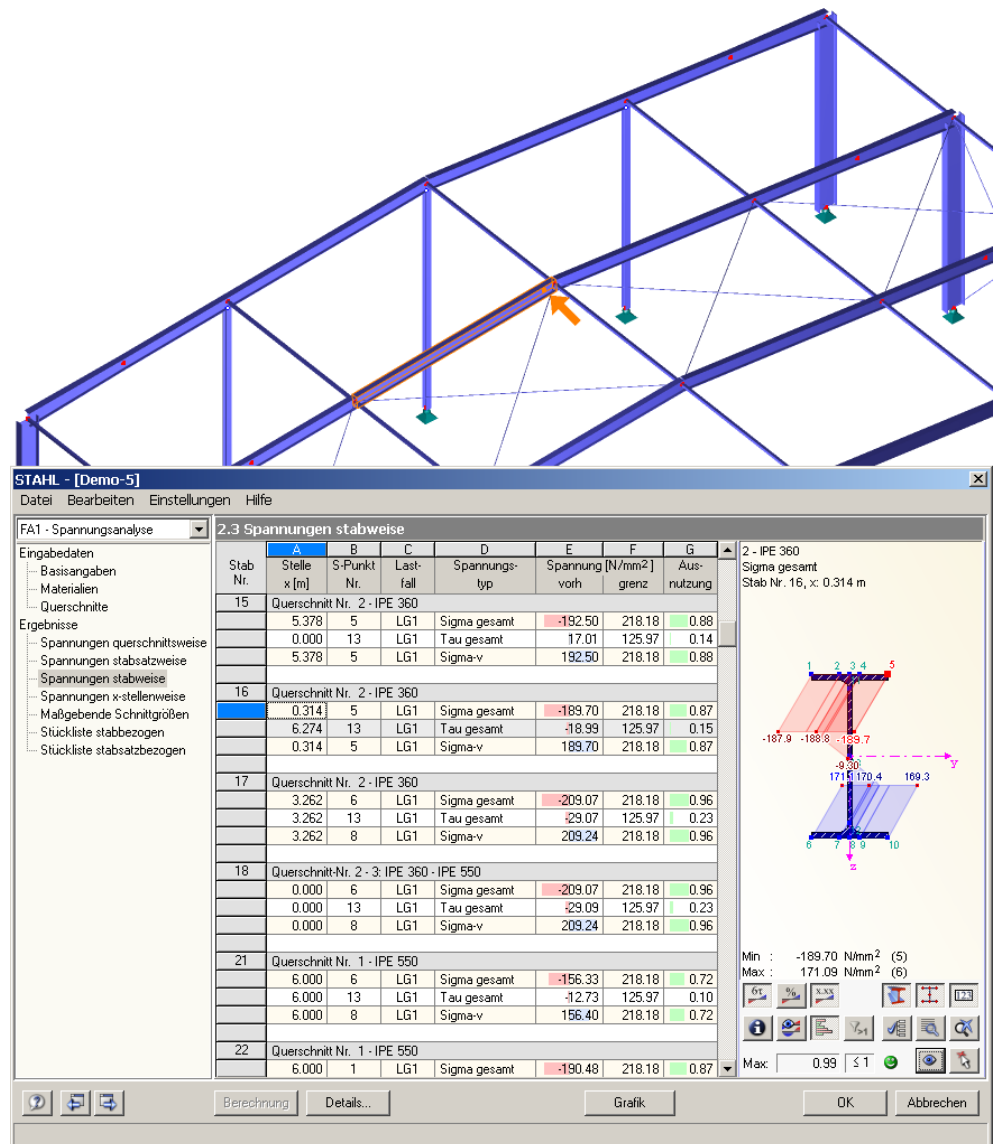 STAHL - [Demo-5]
Datei Bearbeiten Einstellungen Hilfe
FA1 - Spannungsanalyse
Eingabedaten
Basisangaben
Materialien
Querschnitte
Ergebnisse
Spannungen querschnittsweise
Spannungen stabsatzweise
Spannungen stabweise
Spannungen x-stellenweise
Maßgebende Schnittgrößen
Stückliste stabbezogen
Stückliste stabsatzbezogen
2.3 Spannungen stabweise
A B C D E F G
Stab Stelle S-Punkt Last- Spannungs- Spannung [N/mm²] Aus-
Nr. x [m] Nr. fall typ vorh grenz nutzung
15 Querschnitt Nr. 2 - IPE 360
5.378 5 LG1 Sigma gesamt -192.50 218.18 0.88
0.000 13 LG1 Tau gesamt 17.01 125.97 0.14
5.378 5 LG1 Sigma-v 192.50 218.18 0.88
16 Querschnitt Nr. 2 - IPE 360
0.314 5 LG1 Sigma gesamt -189.70 218.18 0.87
6.274 13 LG1 Tau gesamt -18.99 125.97 0.15
0.314 5 LG1 Sigma-v 189.70 218.18 0.87
17 Querschnitt Nr. 2 - IPE 360
3.262 6 LG1 Sigma gesamt -209.07 218.18 0.96
3.262 13 LG1 Tau gesamt -29.07 125.97 0.23
3.262 8 LG1 Sigma-v 209.24 218.18 0.96
18 Querschnitt-Nr. 2 - 3: IPE 360 - IPE 550
0.000 6 LG1 Sigma gesamt -209.07 218.18 0.96
0.000 13 LG1 Tau gesamt -29.09 125.97 0.23
0.000 8 LG1 Sigma-v 209.24 218.18 0.96
21 Querschnitt Nr. 1 - IPE 550
6.000 6 LG1 Sigma gesamt -156.33 218.18 0.72
6.000 13 LG1 Tau gesamt -12.73 125.97 0.10
6.000 8 LG1 Sigma-v 156.40 218.18 0.72
22 Querschnitt Nr. 1 - IPE 550
6.000 1 LG1 Sigma gesamt -190.48 218.18 0.87
2 - IPE 360
Sigma gesamt
Stab Nr. 16, x: 0.314 m
1 2 3 4 5
-187.9 -188.8 -189.7
-9.30 y
171.1 170.4 169.3
6 7 8 9 10
z
Min : -189.70 N/mm² (5)
Max : 171.09 N/mm² (6)
στ % x.xx 123
Max: 0.99 ≤ 1
Berechnung Details... Grafik OK Abbrechen